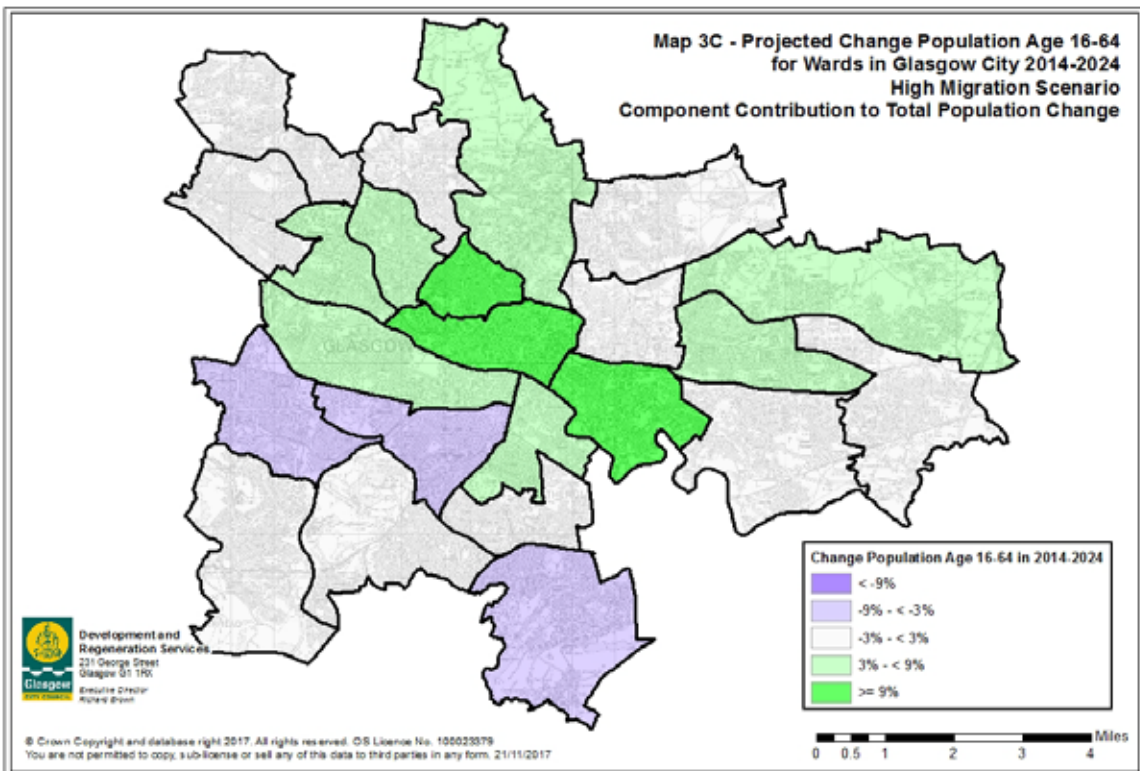 Map 3C - Projected Change Population Age 16-64
for Wards in Glasgow City 2014-2024
High Migration Scenario
Component Contribution to Total Population Change
GLASGOW
Change Population Age 16-64 in 2014-2024
< -9%
-9% - < -3%
-3% - < 3%
3% - < 9%
>= 9%
Development and
Regeneration Services
231 George Street
Glasgow G1 1RX
Executive Director
Richard Brown
Glasgow
CITY COUNCIL
Miles
0 0.5 1 2 3 4
© Crown Copyright and database right 2017. All rights reserved. OS Licence No. 100023379
You are not permitted to copy, sub-license or sell any of this data to third parties in any form. 21/11/2017